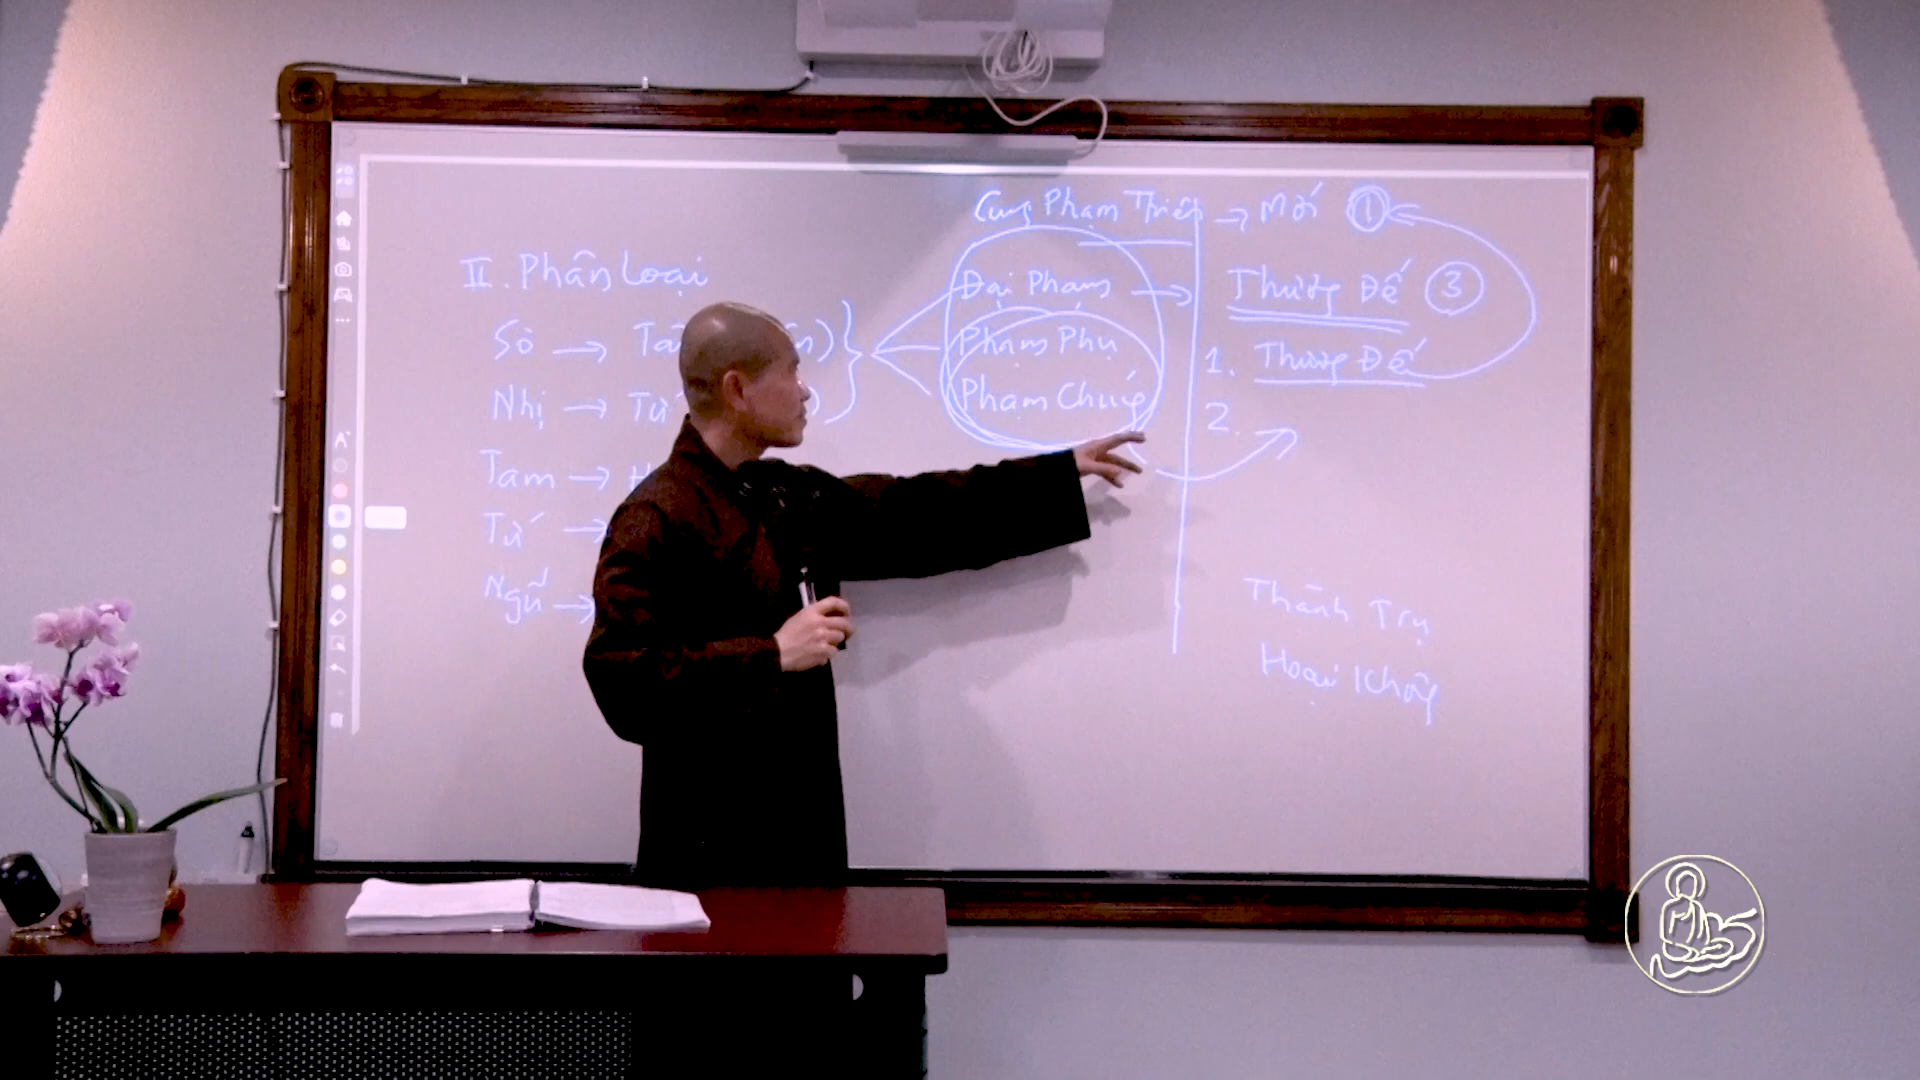 Cung Phạm Thiên → Mới ①
II. Phân loại
Đại Phạm → Thượng Đế ③
Sơ →
Phạm Phụ
1. Thượng Đế
Nhị → Tứ
Phạm Chúng
2.
Tam →
Tứ →
Ngũ →
Thành Trụ
Hoại Không